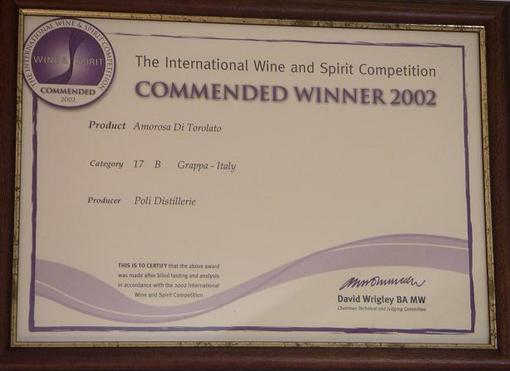 THE INTERNATIONAL WINE & SPIRIT COMPETITION
WINE & SPIRIT
COMMENDED
2002
The International Wine and Spirit Competition
COMMENDED WINNER 2002
Product Amorosa Di Torolato
Category 17 B Grappa - Italy
Producer Poli Distillerie
THIS IS TO CERTIFY that the above award
was made after blind tasting and analysis
in accordance with the 2002 International
Wine and Spirit Competition
David Wrigley BA MW
Chairman Technical and Judging Committee